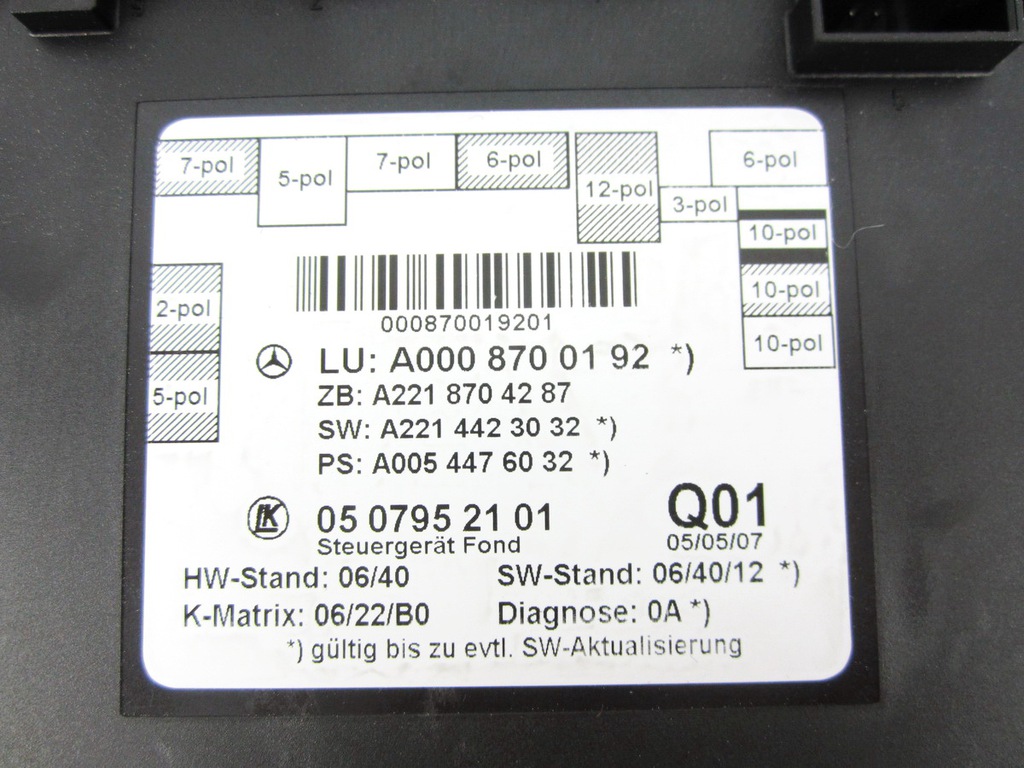 7-pol
5-pol
7-pol
6-pol
12-pol
6-pol
3-pol
10-pol
10-pol
10-pol
2-pol
5-pol
000870019201
LU: A000 870 01 92 *)
ZB: A221 870 42 87
SW: A221 442 30 32 *)
PS: A005 447 60 32 *)
LK 05 0795 21 01 Q01
Steuergerät Fond 05/05/07
HW-Stand: 06/40 SW-Stand: 06/40/12 *)
K-Matrix: 06/22/B0 Diagnose: 0A *)
*) gültig bis zu evtl. SW-Aktualisierung